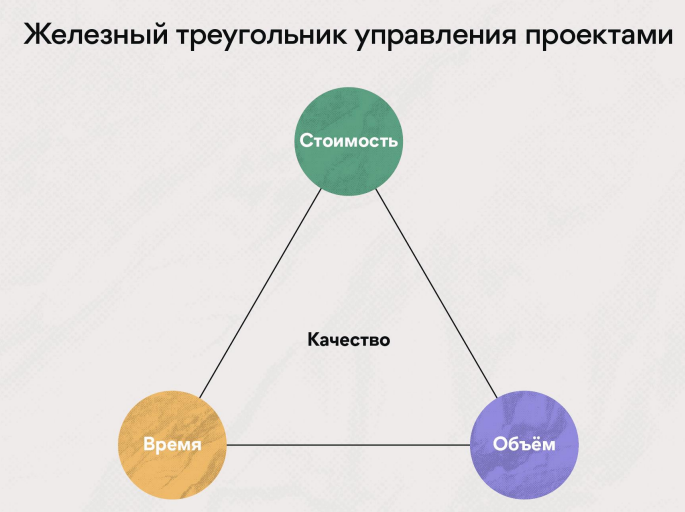 Железный треугольник управления проектами
Стоимость
Качество
Время
Объём